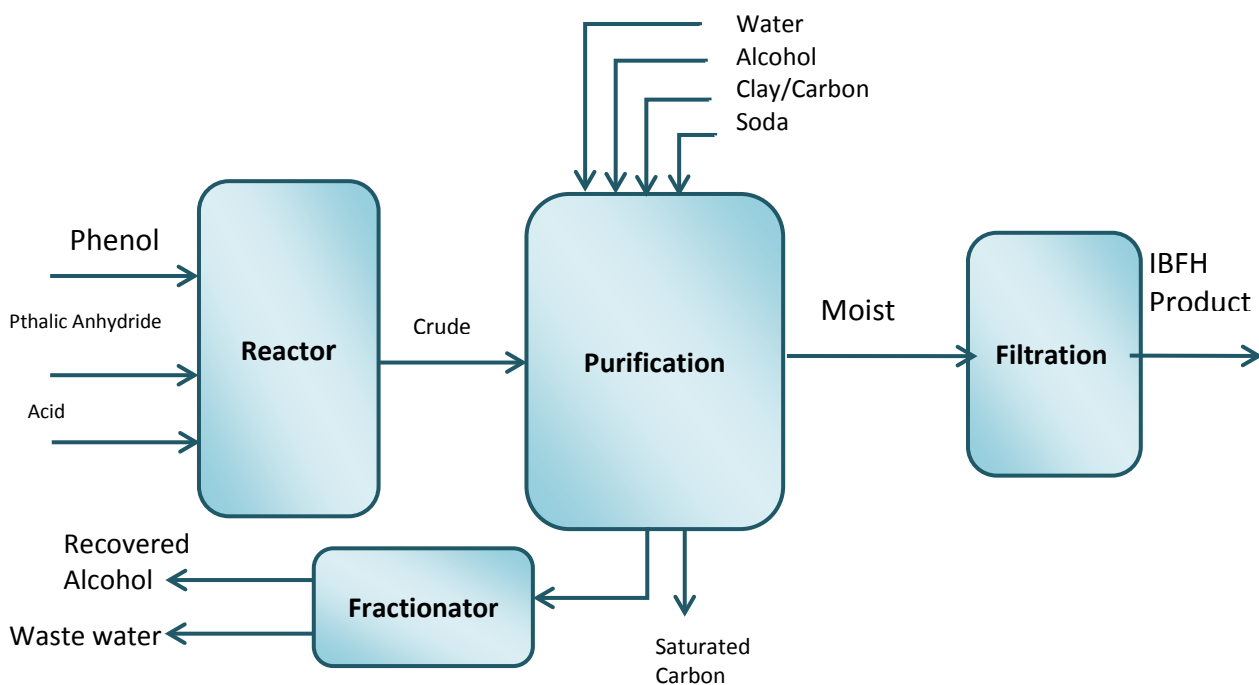 Water
Alcohol
Clay/Carbon
Soda
Phenol
Pthalic Anhydride
Acid
Reactor
Crude
Purification
Moist
Filtration
IBFH
Product
Recovered
Alcohol
Waste water
Fractionator
Saturated
Carbon